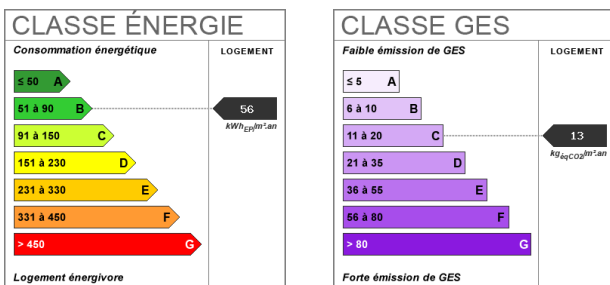 CLASSE ÉNERGIE
Consommation énergétique
LOGEMENT
≤ 50 A
51 à 90 B
56
kWhEP/m².an
91 à 150 C
151 à 230 D
231 à 330 E
331 à 450 F
> 450 G
Logement énergivore
CLASSE GES
Faible émission de GES
LOGEMENT
≤ 5 A
6 à 10 B
11 à 20 C
13
kgéqCO2/m².an
21 à 35 D
36 à 55 E
56 à 80 F
> 80 G
Forte émission de GES